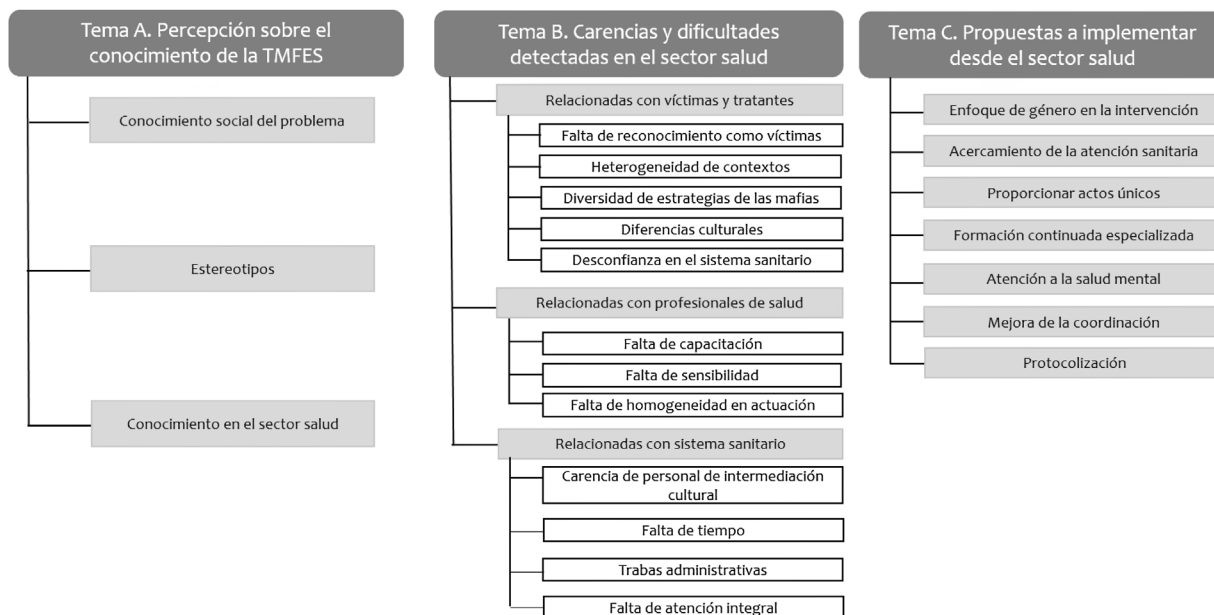 Tema A. Percepción sobre el
conocimiento de la TMFES
Conocimiento social del problema
Estereotipos
Conocimiento en el sector salud
Tema B. Carencias y dificultades
detectadas en el sector salud
Relacionadas con víctimas y tratantes
Falta de reconocimiento como víctimas
Heterogeneidad de contextos
Diversidad de estrategias de las mafias
Diferencias culturales
Desconfianza en el sistema sanitario
Relacionadas con profesionales de salud
Falta de capacitación
Falta de sensibilidad
Falta de homogeneidad en actuación
Relacionadas con sistema sanitario
Carencia de personal de intermediación
cultural
Falta de tiempo
Trabas administrativas
Falta de atención integral
Tema C. Propuestas a implementar
desde el sector salud
Enfoque de género en la intervención
Acercamiento de la atención sanitaria
Proporcionar actos únicos
Formación continuada especializada
Atención a la salud mental
Mejora de la coordinación
Protocolización